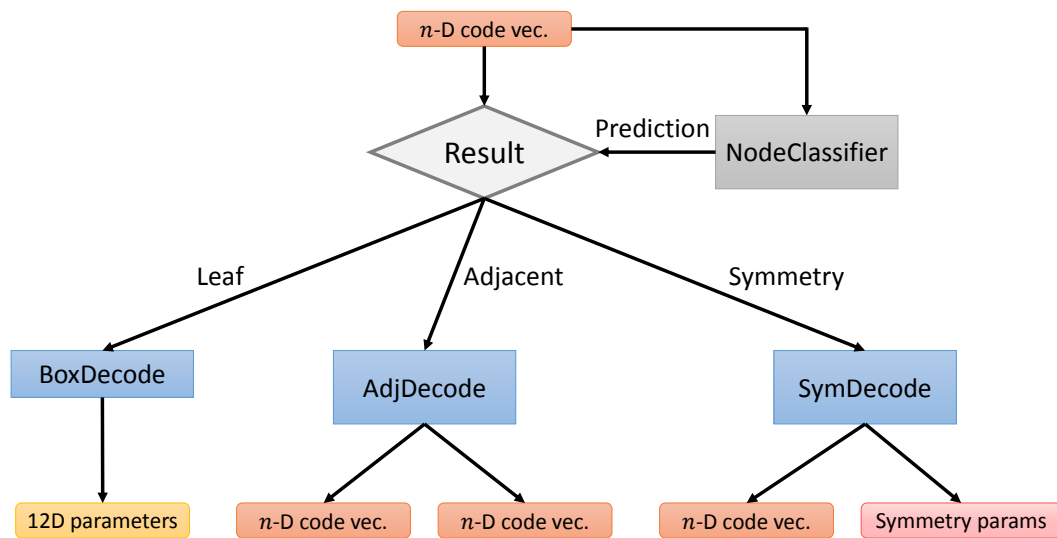 n-D code vec.
Prediction
Result
NodeClassifier
Leaf
Adjacent
Symmetry
BoxDecode
AdjDecode
SymDecode
12D parameters
n-D code vec.
n-D code vec.
n-D code vec.
Symmetry params